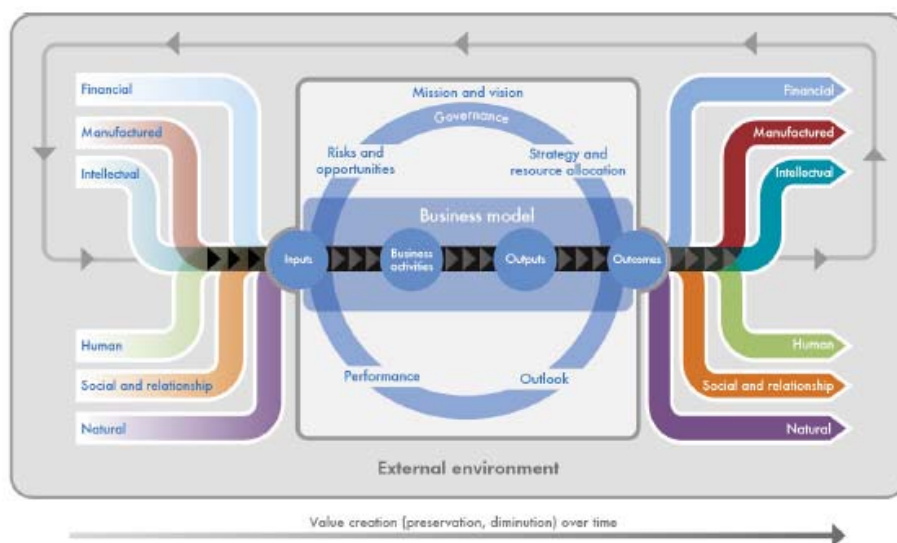 Financial
Manufactured
Intellectual
Human
Social and relationship
Natural
Mission and vision
Governance
Risks and
opportunities
Strategy and
resource allocation
Business model
Inputs
Business
activities
Outputs
Outcomes
Performance
Outlook
Financial
Manufactured
Intellectual
Human
Social and relationship
Natural
External environment
Value creation (preservation, diminution) over time